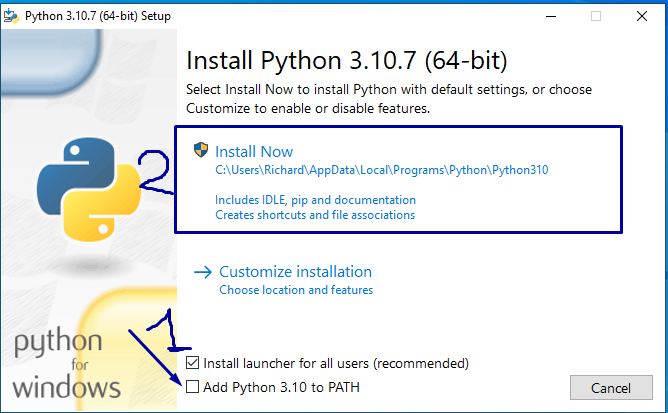 Python 3.10.7 (64-bit) Setup
Install Python 3.10.7 (64-bit)
Select Install Now to install Python with default settings, or choose
Customize to enable or disable features.
2
Install Now
C:\Users\Richard\AppData\Local\Programs\Python\Python310
Includes IDLE, pip and documentation
Creates shortcuts and file associations
Customize installation
Choose location and features
1
python
for
windows
Install launcher for all users (recommended)
Add Python 3.10 to PATH
Cancel